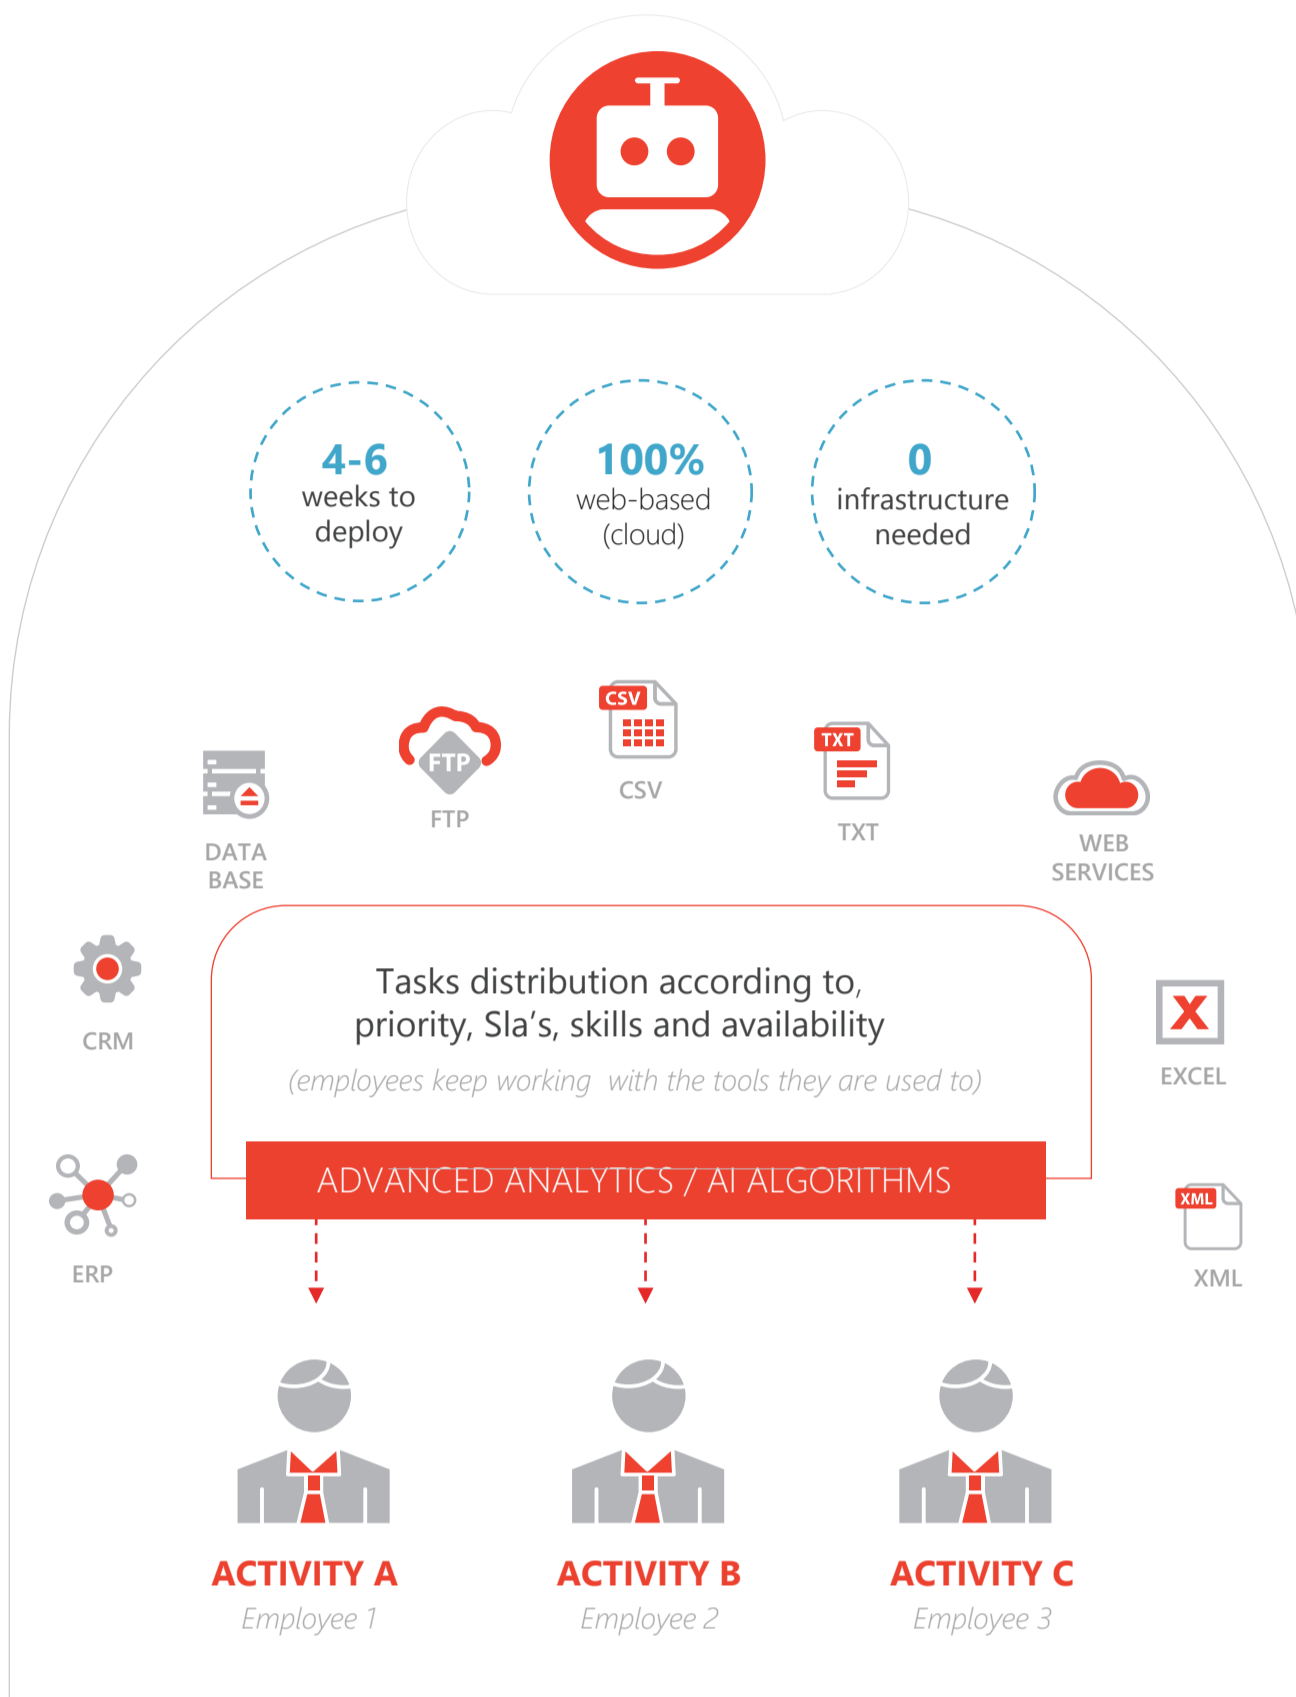 4-6
weeks to
deploy
100%
web-based
(cloud)
0
infrastructure
needed
CSV
CSV
FTP
FTP
TXT
TXT
DATA
BASE
WEB
SERVICES
CRM
ERP
Tasks distribution according to,
priority, Sla's, skills and availability
(employees keep working with the tools they are used to)
ADVANCED ANALYTICS / AI ALGORITHMS
X
EXCEL
XML
XML
ACTIVITY A
Employee 1
ACTIVITY B
Employee 2
ACTIVITY C
Employee 3